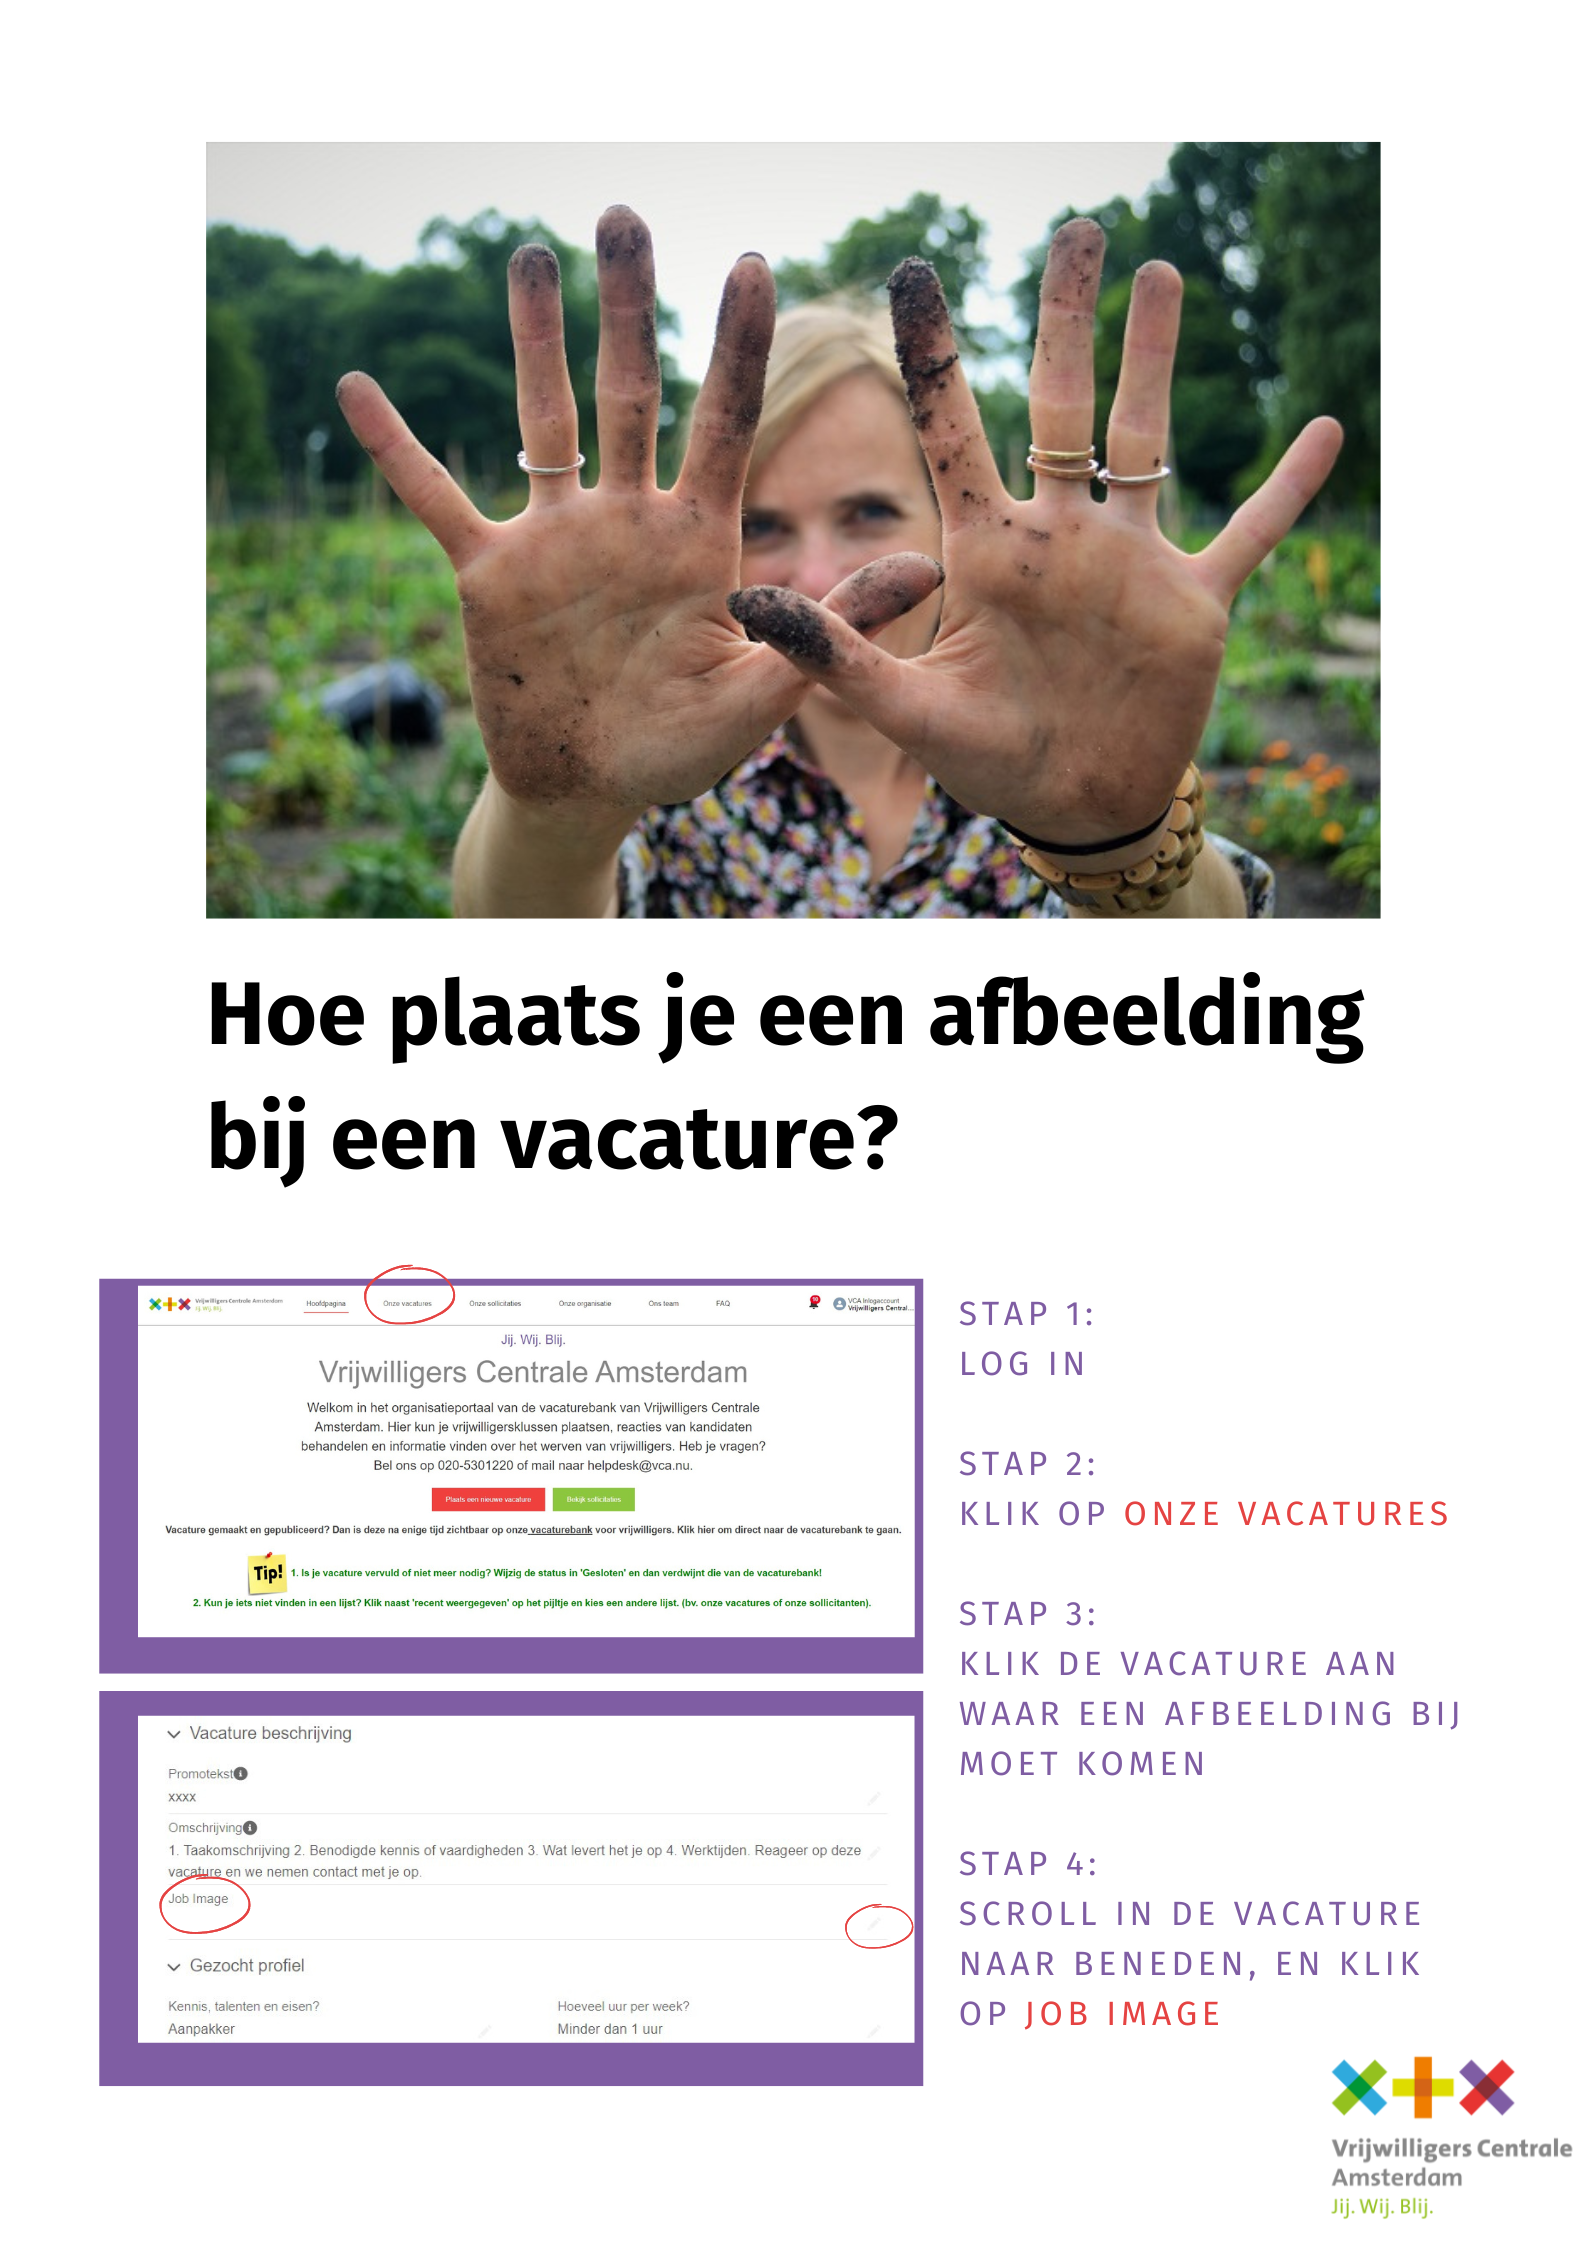 Hoe plaats je een afbeelding
bij een vacature?
Vrijwilligers Centrale Amsterdam
Jij. Wij. Blij.
Hoofdpagina
Onze vacatures
Onze sollicitaties
Onze organisatie
Ons team
FAQ
10
VCA Inlogaccount
Vrijwilligers Central...
Jij. Wij. Blij.
Vrijwilligers Centrale Amsterdam
Welkom in het organisatieportaal van de vacaturebank van Vrijwilligers Centrale
Amsterdam. Hier kun je vrijwilligersklussen plaatsen, reacties van kandidaten
behandelen en informatie vinden over het werven van vrijwilligers. Heb je vragen?
Bel ons op 020-5301220 of mail naar helpdesk@vca.nu.
Plaats een nieuwe vacature
Bekijk sollicitaties
Vacature gemaakt en gepubliceerd? Dan is deze na enige tijd zichtbaar op onze vacaturebank voor vrijwilligers. Klik hier om direct naar de vacaturebank te gaan.
Tip!
1. Is je vacature vervuld of niet meer nodig? Wijzig de status in 'Gesloten' en dan verdwijnt die van de vacaturebank!
2. Kun je iets niet vinden in een lijst? Klik naast 'recent weergegeven' op het pijltje en kies een andere lijst. (bv. onze vacatures of onze sollicitanten).
Vacature beschrijving
Promotekst
xxxx
Omschrijving
1. Taakomschrijving 2. Benodigde kennis of vaardigheden 3. Wat levert het je op 4. Werktijden. Reageer op deze
vacature en we nemen contact met je op.
Job Image
Gezocht profiel
Kennis, talenten en eisen?
Aanpakker
Hoeveel uur per week?
Minder dan 1 uur
STAP 1:
LOG IN
STAP 2:
KLIK OP ONZE VACATURES
STAP 3:
KLIK DE VACATURE AAN
WAAR EEN AFBEELDING BIJ
MOET KOMEN
STAP 4:
SCROLL IN DE VACATURE
NAAR BENEDEN, EN KLIK
OP JOB IMAGE
Vrijwilligers Centrale
Amsterdam
Jij. Wij. Blij.